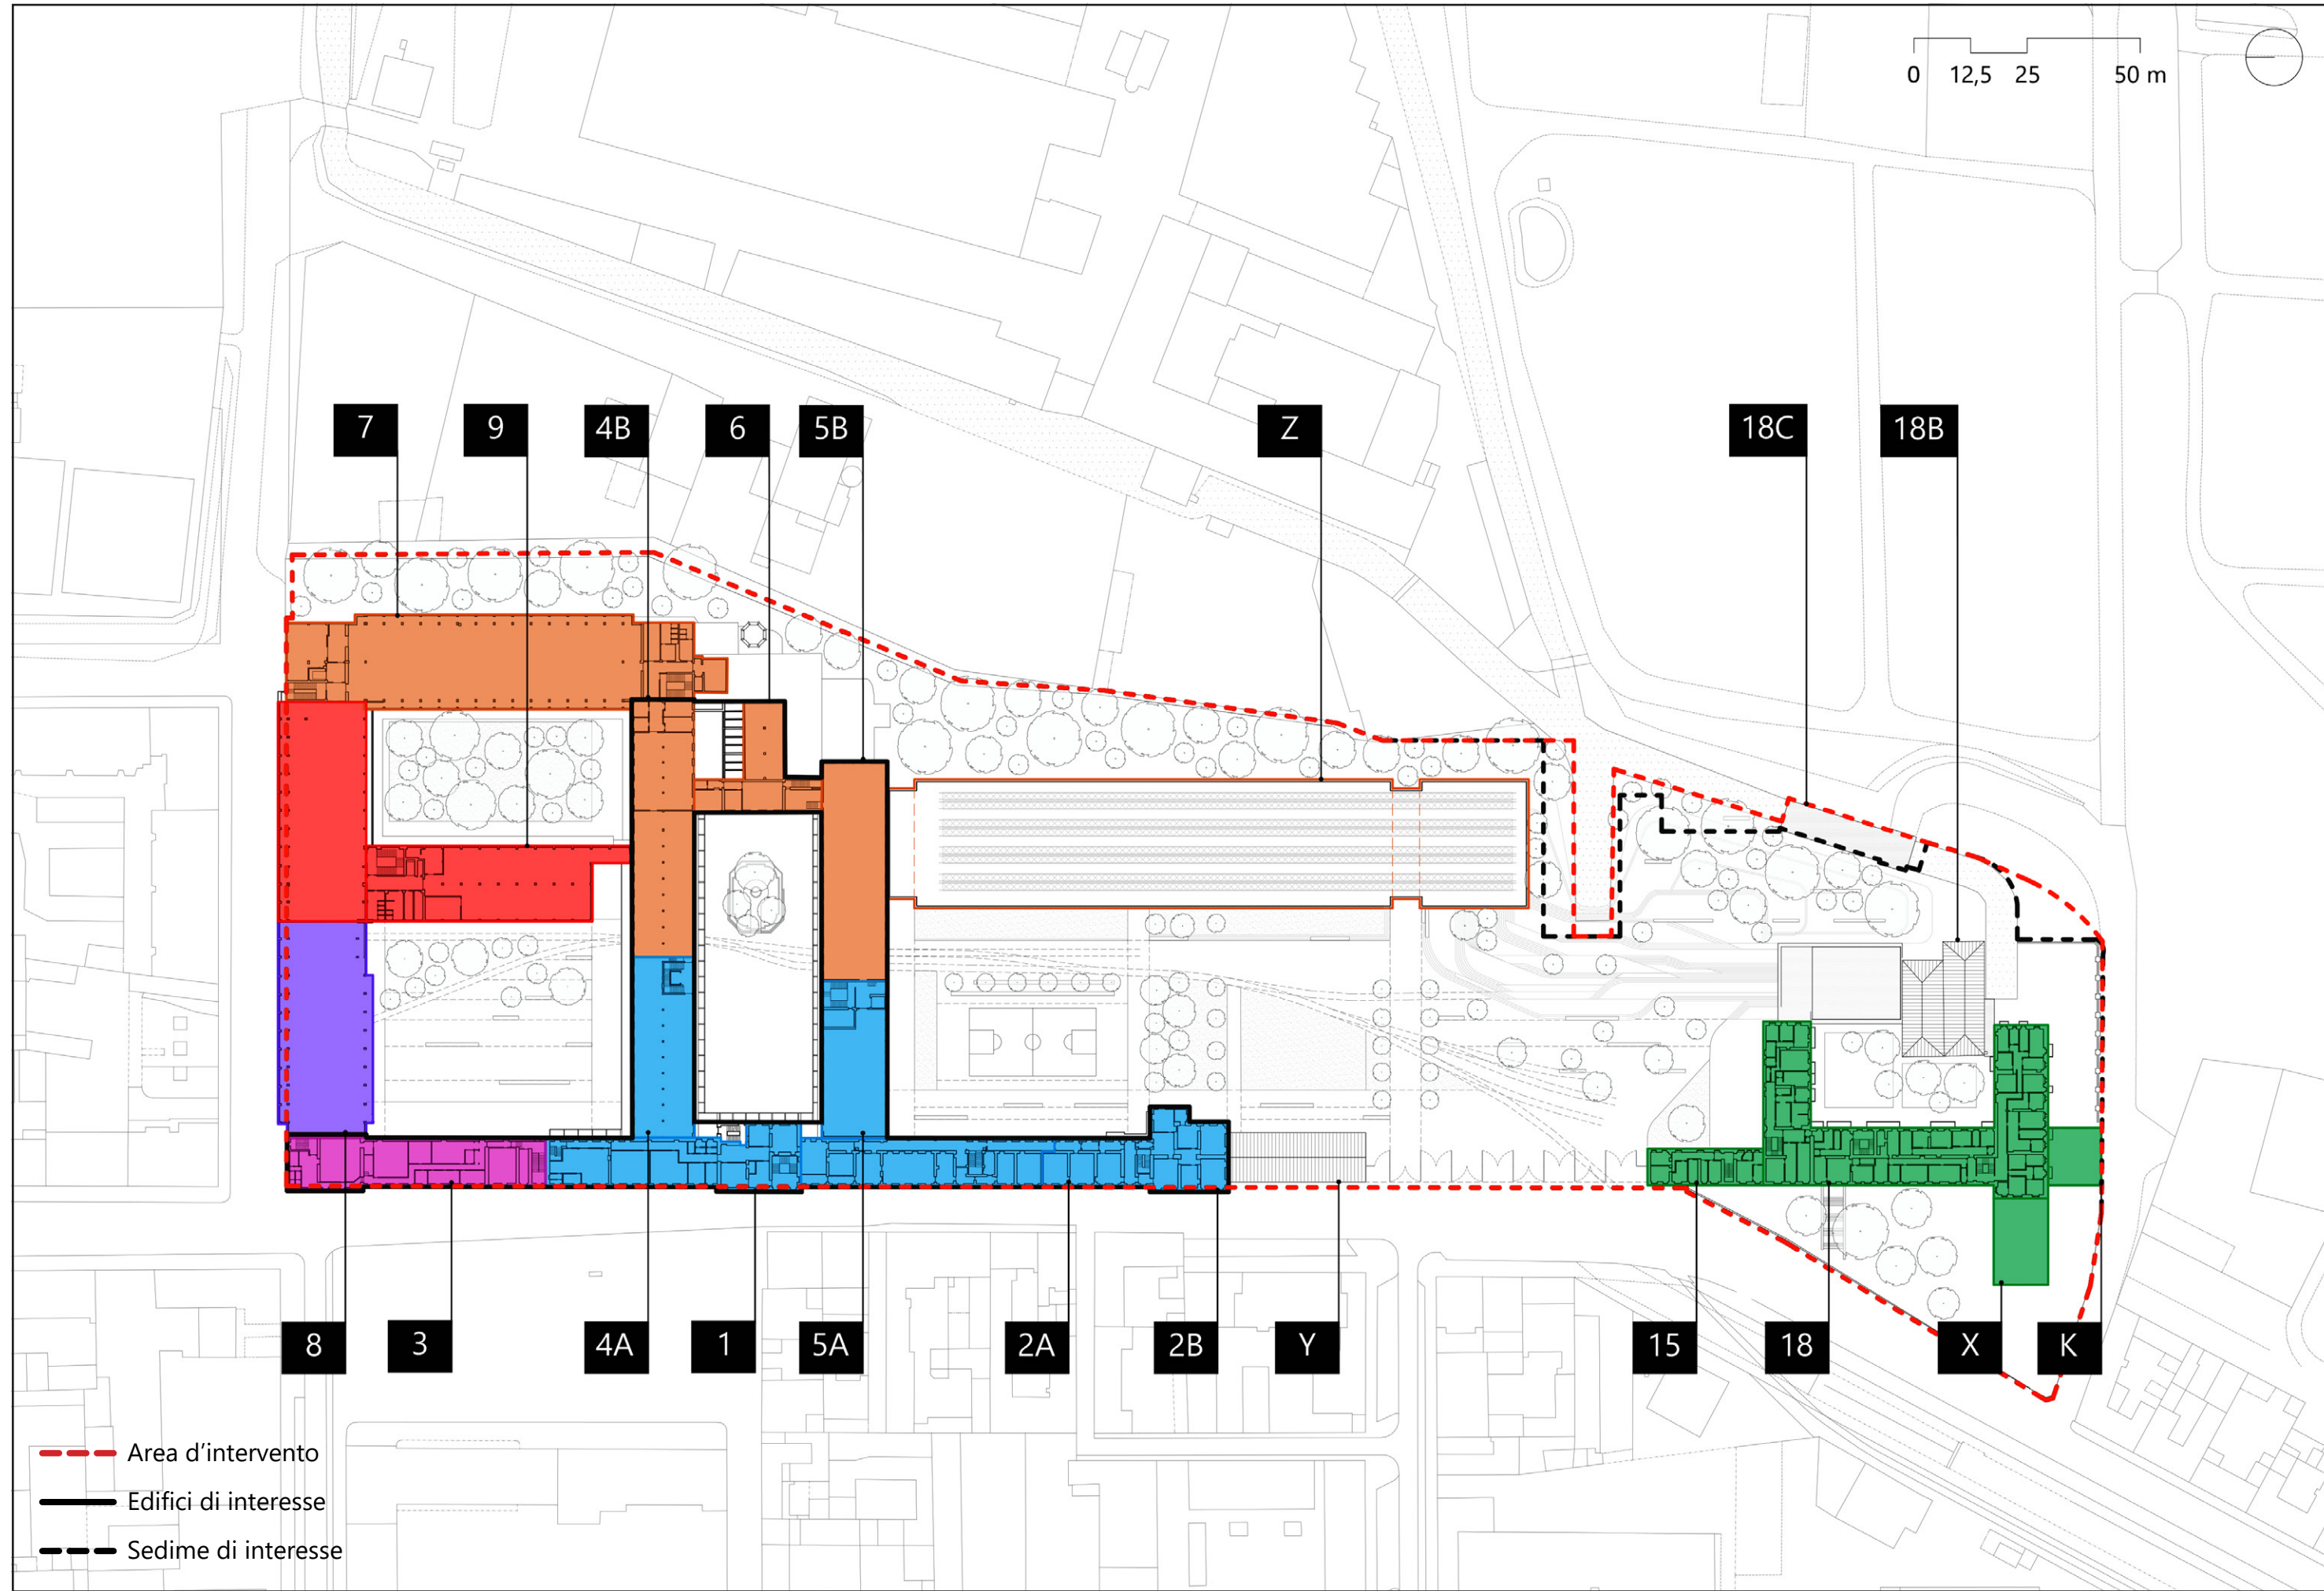 0 12,5 25 50 m
7 9 4B 6 5B Z 18C 18B
8 3 4A 1 5A 2A 2B Y 15 18 X K
Area d’intervento
Edifici di interesse
Sedime di interesse